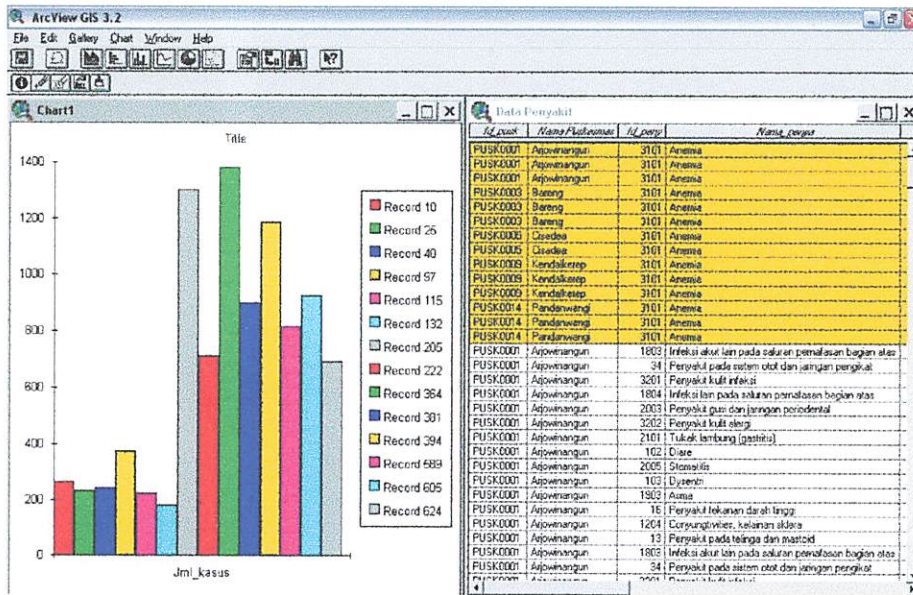 ArcView GIS 3.2
File Edit Gallery Chart Window Help
Chart1
Title
1400
1200
1000
800
600
400
200
0
Jml_kasus
Record 10
Record 26
Record 40
Record 97
Record 115
Record 132
Record 205
Record 222
Record 364
Record 381
Record 394
Record 589
Record 605
Record 624
Data Penyakit
Id_pusk Nama Puskesmas Id_peny Nama_penya
PUSK0001 Arjowinangun 3101 Anemia
PUSK0001 Arjowinangun 3101 Anemia
PUSK0001 Arjowinangun 3101 Anemia
PUSK0003 Bareng 3101 Anemia
PUSK0003 Bareng 3101 Anemia
PUSK0003 Bareng 3101 Anemia
PUSK0005 Cisadea 3101 Anemia
PUSK0005 Cisadea 3101 Anemia
PUSK0009 Kendalkerep 3101 Anemia
PUSK0009 Kendalkerep 3101 Anemia
PUSK0009 Kendalkerep 3101 Anemia
PUSK0014 Pandanwangi 3101 Anemia
PUSK0014 Pandanwangi 3101 Anemia
PUSK0014 Pandanwangi 3101 Anemia
PUSK0001 Arjowinangun 1803 Infeksi akut lain pada saluran pernafasan bagian atas
PUSK0001 Arjowinangun 34 Penyakit pada sistem otot dan jaringan pengikat
PUSK0001 Arjowinangun 3201 Penyakit kulit infeksi
PUSK0001 Arjowinangun 1804 Infeksi lain pada saluran pernafasan bagian atas
PUSK0001 Arjowinangun 2003 Penyakit gusi dan jaringan periodental
PUSK0001 Arjowinangun 3202 Penyakit kulit alergi
PUSK0001 Arjowinangun 2101 Tukak lambung (gastritis)
PUSK0001 Arjowinangun 102 Diare
PUSK0001 Arjowinangun 2005 Stomatitis
PUSK0001 Arjowinangun 103 Dysentri
PUSK0001 Arjowinangun 1903 Asma
PUSK0001 Arjowinangun 16 Penyakit tekanan darah tinggi
PUSK0001 Arjowinangun 1204 Conyungtivities, kelainan sklera
PUSK0001 Arjowinangun 13 Penyakit pada telinga dan mastoid
PUSK0001 Arjowinangun 1803 Infeksi akut lain pada saluran pernafasan bagian atas
PUSK0001 Arjowinangun 34 Penyakit pada sistem otot dan jaringan pengikat